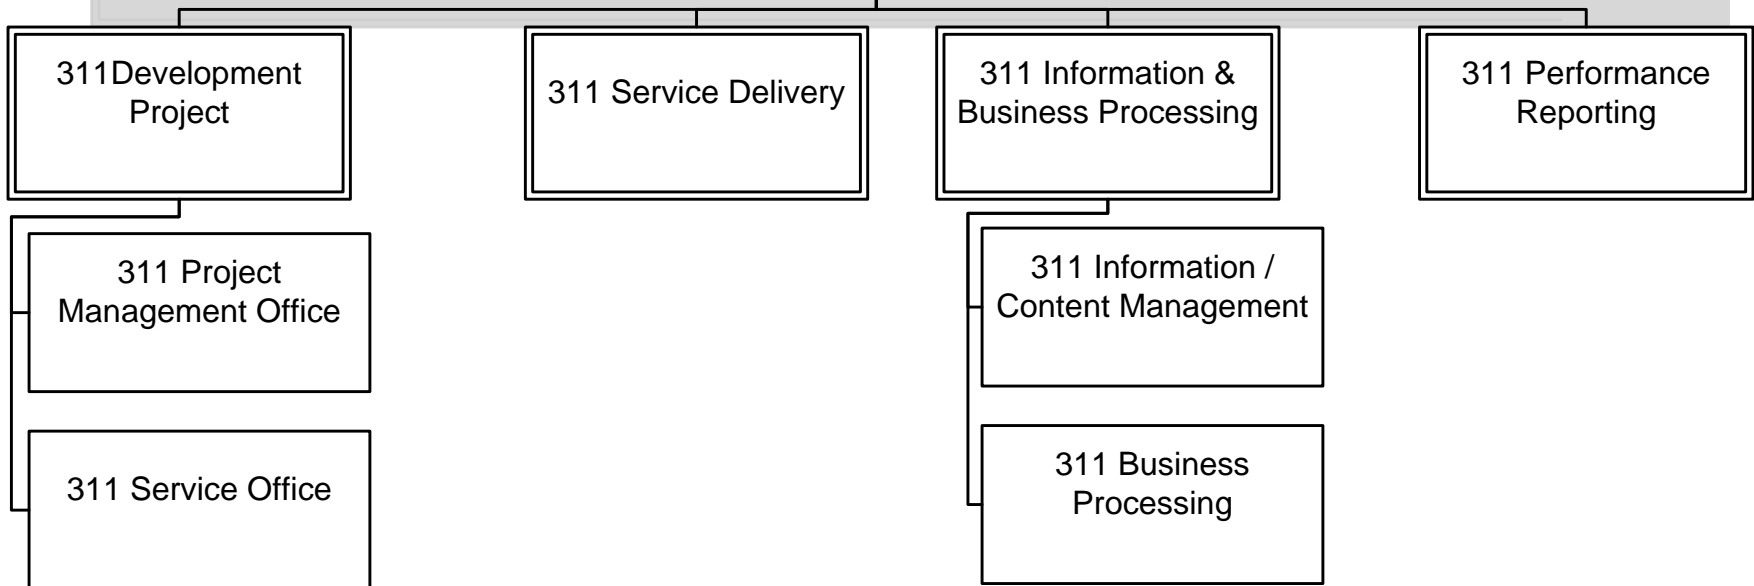 311Development
Project
311 Service Delivery
311 Information &
Business Processing
311 Performance
Reporting
311 Project
Management Office
311 Information /
Content Management
311 Service Office
311 Business
Processing